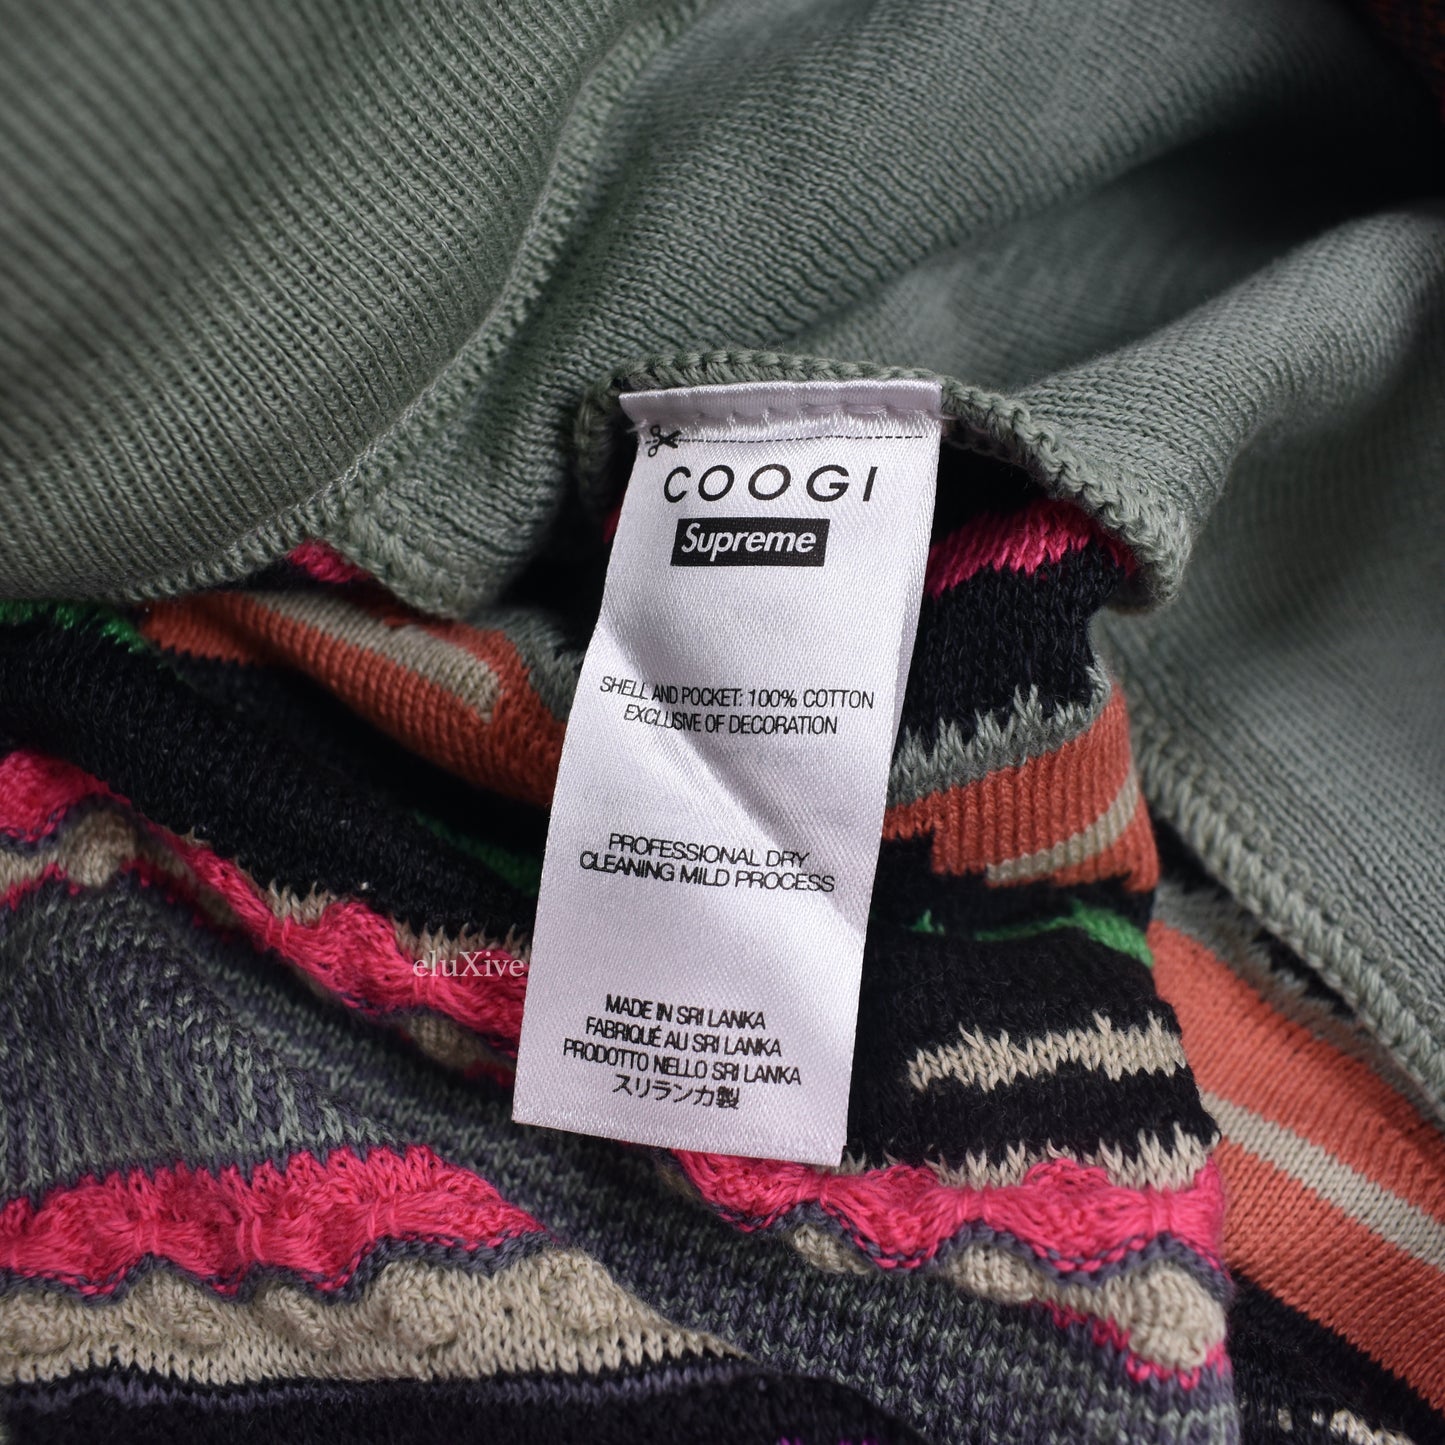 COOGI
Supreme
SHELL AND POCKET: 100% COTTON
EXCLUSIVE OF DECORATION
PROFESSIONAL DRY
CLEANING MILD PROCESS
eluXive
MADE IN SRI LANKA
FABRIQUÉ AU SRI LANKA
PRODOTTO NELLO SRI LANKA
スリランカ製